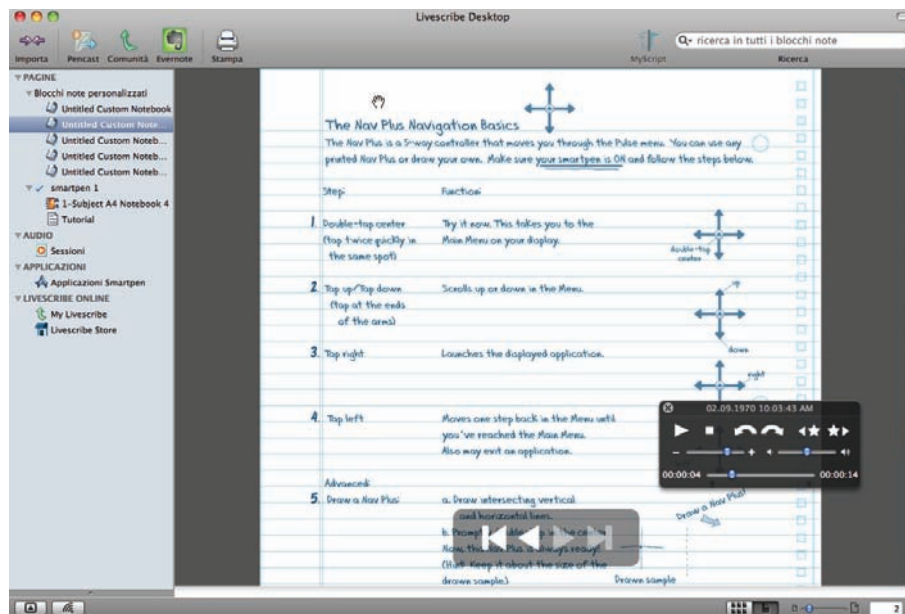 Livescribe Desktop
Importa Pencast Comunità Evernote Stampa MyScript Ricerca
ricerca in tutti i blocchi note
PAGINE
Blocchi note personalizzati
Untitled Custom Notebook
Untitled Custom Note...
Untitled Custom Noteb...
Untitled Custom Noteb...
Untitled Custom Noteb...
smartpen 1
1-Subject A4 Notebook 4
Tutorial
AUDIO
Sessioni
APPLICAZIONI
Applicazioni Smartpen
LIVESCRIBE ONLINE
My Livescribe
Livescribe Store
The Nav Plus Navigation Basics
The Nav Plus is a 5-way controller that moves you through the Pulse menu. You can use any
printed Nav Plus or draw your own. Make sure your smartpen is ON and follow the steps below.
Step: Function:
1. Double-tap center Try it now. This takes you to the
(tap twice quickly in Main Menu on your display.
the same spot)
double-tap
center
2. Tap up/Tap down Scrolls up or down in the Menu.
(tap at the ends
of the arms)
up
down
3. Tap right Launches the displayed application.
right
4. Tap left Moves one step back in the Menu until
you've reached the Main Menu.
Also may exit an application.
02.09.1970 10:03:43 AM
00:00:04 00:00:14
Advanced:
5. Draw a Nav Plus: a. Draw intersecting vertical
and horizontal lines.
b. in the
Now, the Nav Plus is always ready!
(Hint: Keep it about the size of the
drawn sample.)
Draw a Nav Plus!
Drawn sample
2